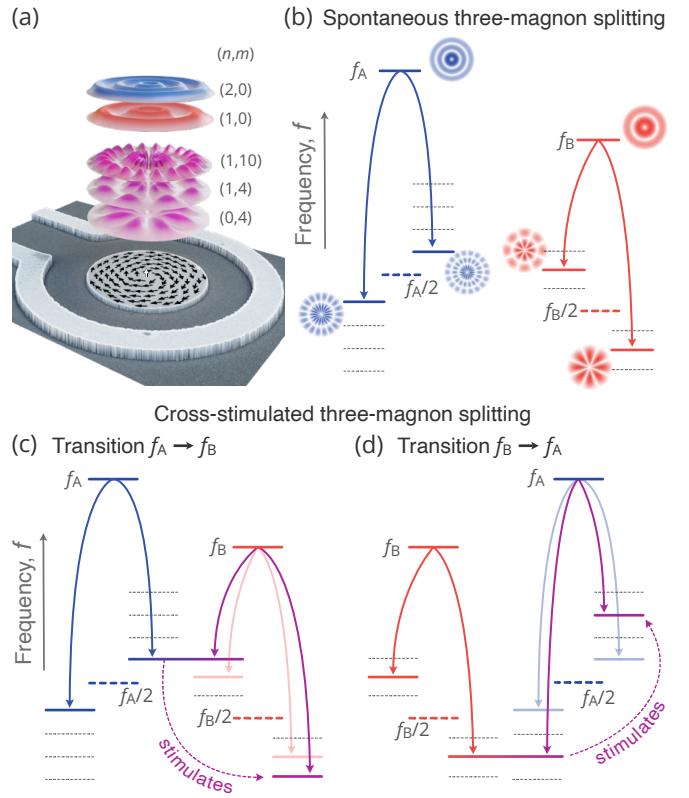 (a)
(n,m)
(2,0)
(1,0)
(1,10)
(1,4)
(0,4)
(b) Spontaneous three-magnon splitting
Frequency, f
fA
fA/2
fB
fB/2
Cross-stimulated three-magnon splitting
(c) Transition fA → fB
Frequency, f
fA
fA/2
fB
fB/2
stimulates
(d) Transition fB → fA
fA
fB
fA/2
fB/2
stimulates